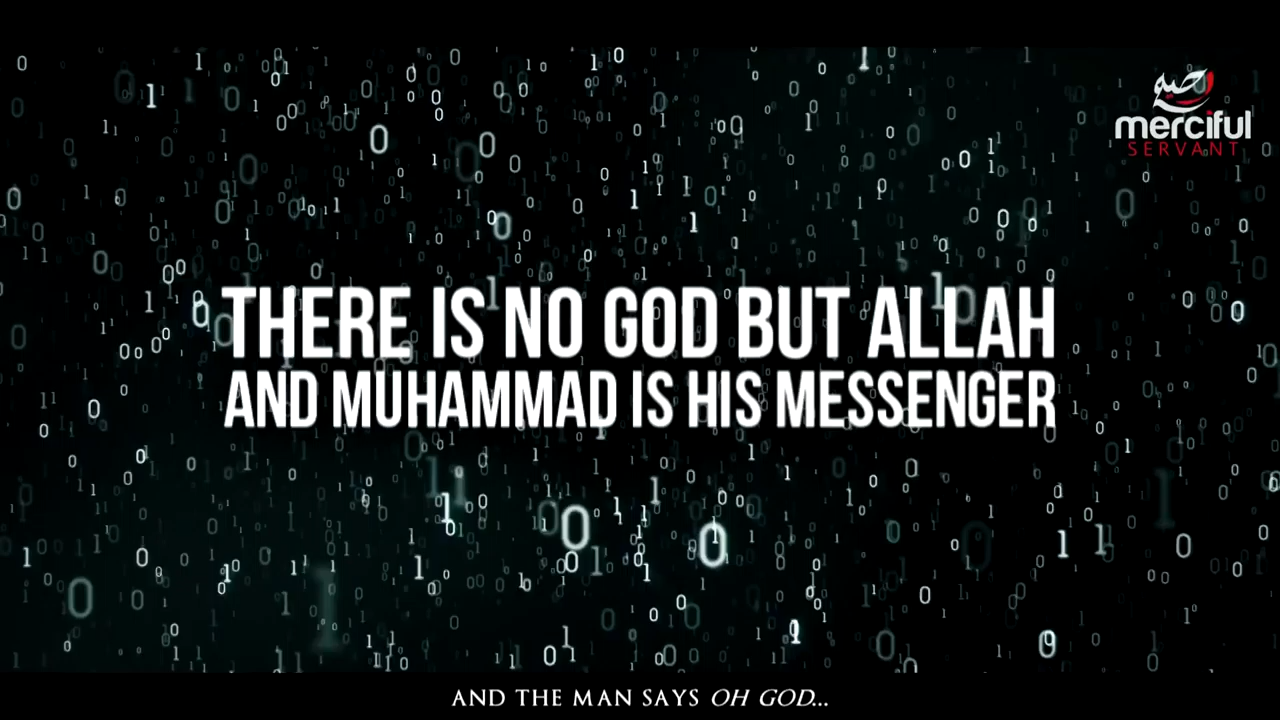 رحيم
merciful
SERVANT
THERE IS NO GOD BUT ALLAH
AND MUHAMMAD IS HIS MESSENGER
AND THE MAN SAYS OH GOD...